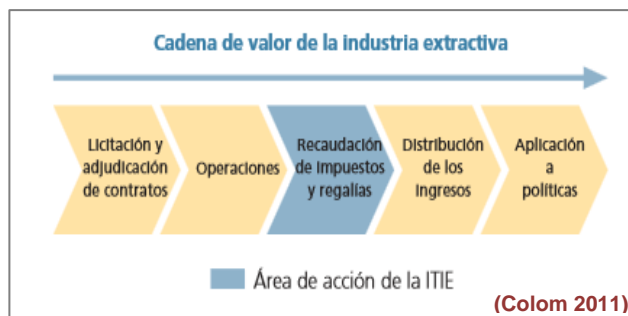 Cadena de valor de la industria extractiva
Licitación y
adjudicación
de contratos
Operaciones
Recaudación
de impuestos
y regalías
Distribución
de los
ingresos
Aplicación
a
políticas
Área de acción de la ITIE
(Colom 2011)